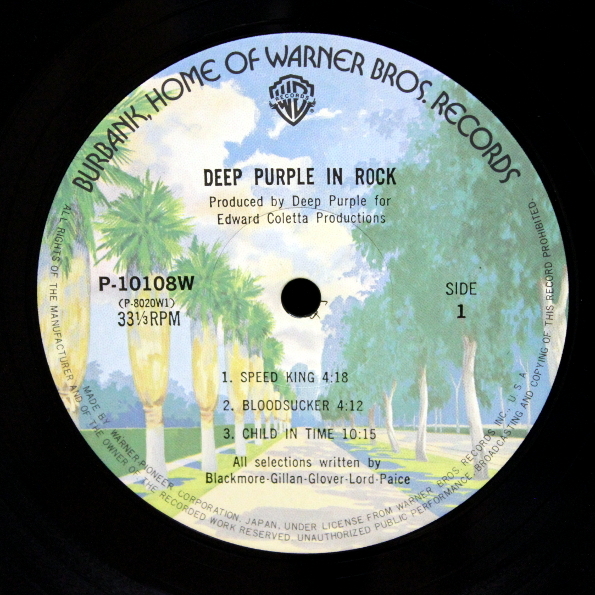 BURBANK, HOME OF WARNER BROS. RECORDS
RECORDS
WB
®
DEEP PURPLE IN ROCK
Produced by Deep Purple for
Edward Coletta Productions
P-10108W
(P-8020W1)
33⅓RPM
SIDE
1
1. SPEED KING 4:18
2. BLOODSUCKER 4:12
3. CHILD IN TIME 10:15
All selections written by
Blackmore-Gillan-Glover-Lord-Paice
MADE BY WARNER-PIONEER CORPORATION, JAPAN, UNDER LICENSE FROM WARNER BROS. RECORDS INC., U.S.A.
ALL RIGHTS OF THE MANUFACTURER AND OF THE OWNER OF THE RECORDED WORK RESERVED. UNAUTHORIZED PUBLIC PERFORMANCE, BROADCASTING AND COPYING OF THIS RECORD PROHIBITED